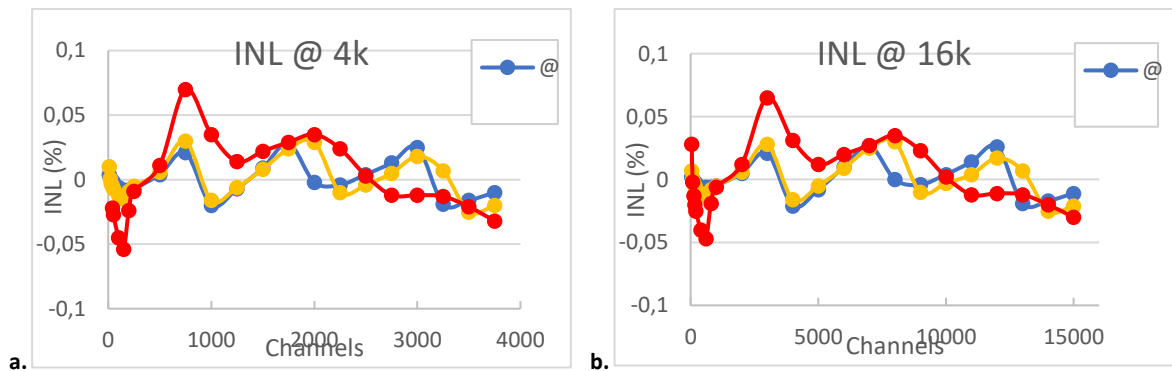 INL @ 4k
@
0,1
0,05
0
-0,05
-0,1
INL (%)
0 1000 2000 3000 4000
Channels
a.
INL @ 16k
@
0,1
0,05
0
-0,05
-0,1
INL (%)
0 5000 10000 15000
Channels
b.